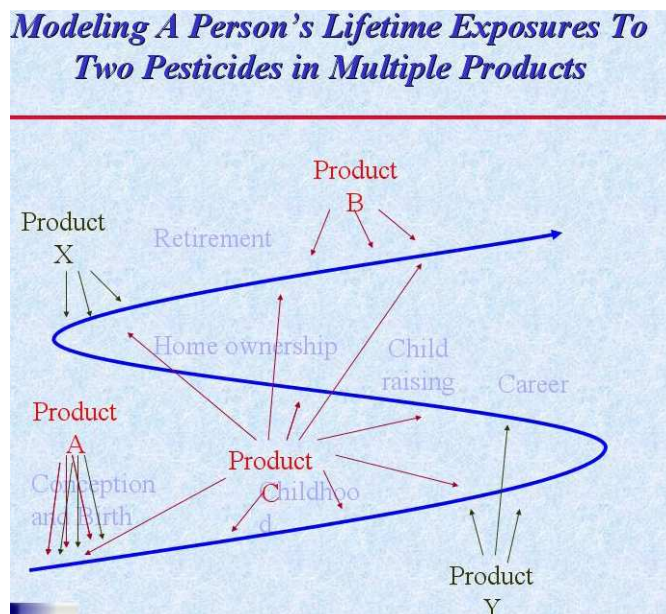 Modeling A Person's Lifetime Exposures To
Two Pesticides in Multiple Products
Product
B
Product
X
Retirement
Home ownership
Child
raising
Career
Product
A
Product
C
Conception
and Birth
Childhoo
d
Product
Y